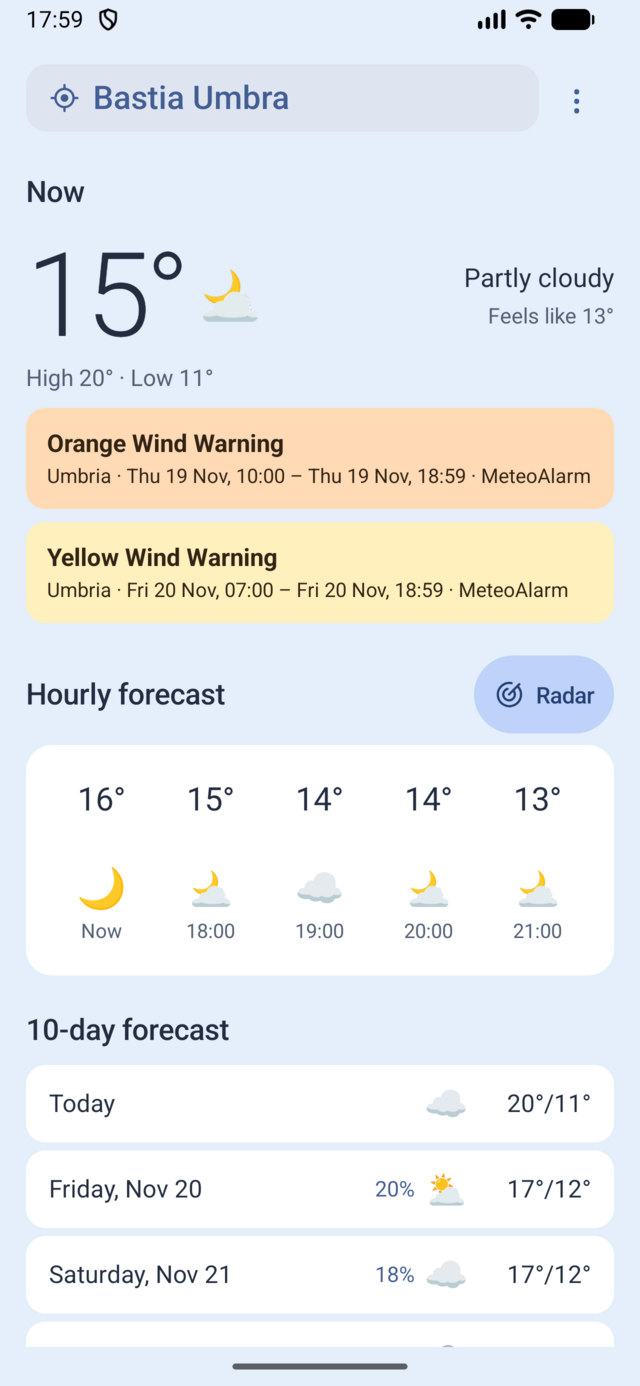 17:59
Bastia Umbra
Now
15°
Partly cloudy
Feels like 13°
High 20° · Low 11°
Orange Wind Warning
Umbria · Thu 19 Nov, 10:00 – Thu 19 Nov, 18:59 · MeteoAlarm
Yellow Wind Warning
Umbria · Fri 20 Nov, 07:00 – Fri 20 Nov, 18:59 · MeteoAlarm
Hourly forecast
Radar
16° 15° 14° 14° 13°
Now 18:00 19:00 20:00 21:00
10-day forecast
Today 20°/11°
Friday, Nov 20 20% 17°/12°
Saturday, Nov 21 18% 17°/12°